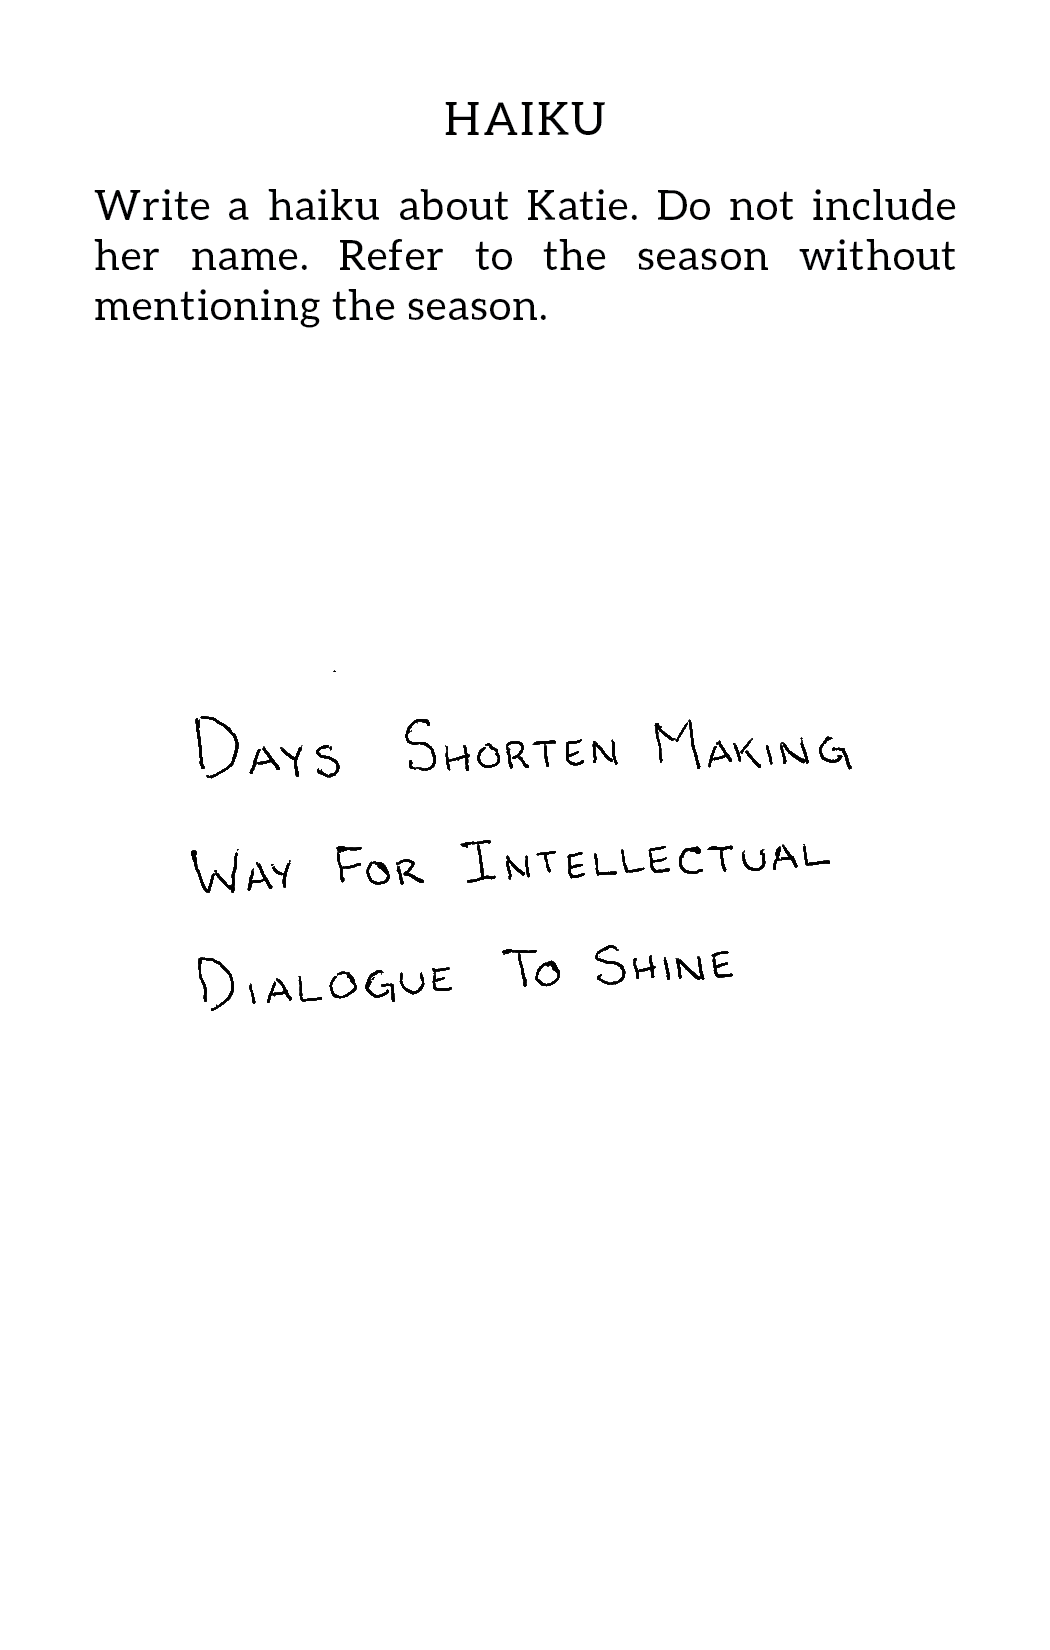 HAIKU
Write a haiku about Katie. Do not include
her name. Refer to the season without
mentioning the season.
DAYS SHORTEN MAKING
WAY FOR INTELLECTUAL
DIALOGUE TO SHINE